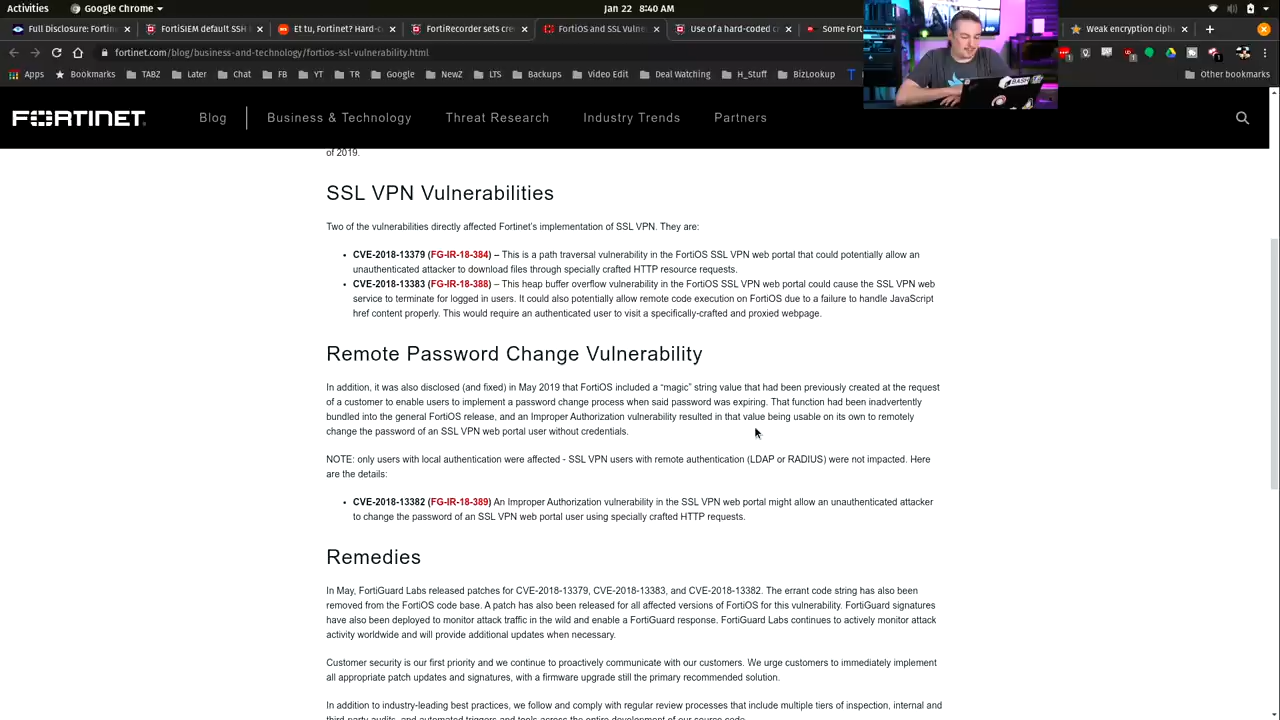 Activities
Google Chrome
Jan 22 8:40 AM
Full Disclosure: Fortin
FortiSIEM default S
Et tu, Fortinet? Hard-c
FortiRecorder sets cr
FortiOS and SSL Vulne
Use of a hard-coded cr
Some Fort
Weak encryption ciph
fortinet.com/blog/business-and-technology/fortios-ssl-vulnerability.html
Apps
Bookmarks
TABZ
Later
Chat
FB
YT
TR
Google
NewZ
LTS
Backups
Video Edit
Deal Watching
H_Stuff
BizLookup
Other bookmarks
BASH
FORTINET
Blog
Business & Technology
Threat Research
Industry Trends
Partners
of 2019.
SSL VPN Vulnerabilities
Two of the vulnerabilities directly affected Fortinet's implementation of SSL VPN. They are:
• CVE-2018-13379 (FG-IR-18-384) – This is a path traversal vulnerability in the FortiOS SSL VPN web portal that could potentially allow an
unauthenticated attacker to download files through specially crafted HTTP resource requests.
• CVE-2018-13383 (FG-IR-18-388) – This heap buffer overflow vulnerability in the FortiOS SSL VPN web portal could cause the SSL VPN web
service to terminate for logged in users. It could also potentially allow remote code execution on FortiOS due to a failure to handle JavaScript
href content properly. This would require an authenticated user to visit a specifically-crafted and proxied webpage.
Remote Password Change Vulnerability
In addition, it was also disclosed (and fixed) in May 2019 that FortiOS included a “magic” string value that had been previously created at the request
of a customer to enable users to implement a password change process when said password was expiring. That function had been inadvertently
bundled into the general FortiOS release, and an Improper Authorization vulnerability resulted in that value being usable on its own to remotely
change the password of an SSL VPN web portal user without credentials.
NOTE: only users with local authentication were affected - SSL VPN users with remote authentication (LDAP or RADIUS) were not impacted. Here
are the details:
• CVE-2018-13382 (FG-IR-18-389) An Improper Authorization vulnerability in the SSL VPN web portal might allow an unauthenticated attacker
to change the password of an SSL VPN web portal user using specially crafted HTTP requests.
Remedies
In May, FortiGuard Labs released patches for CVE-2018-13379, CVE-2018-13383, and CVE-2018-13382. The errant code string has also been
removed from the FortiOS code base. A patch has also been released for all affected versions of FortiOS for this vulnerability. FortiGuard signatures
have also been deployed to monitor attack traffic in the wild and enable a FortiGuard response. FortiGuard Labs continues to actively monitor attack
activity worldwide and will provide additional updates when necessary.
Customer security is our first priority and we continue to proactively communicate with our customers. We urge customers to immediately implement
all appropriate patch updates and signatures, with a firmware upgrade still the primary recommended solution.
In addition to industry-leading best practices, we follow and comply with regular review processes that include multiple tiers of inspection, internal and
third-party audits, and automated triggers and tools across the entire development of our source code.